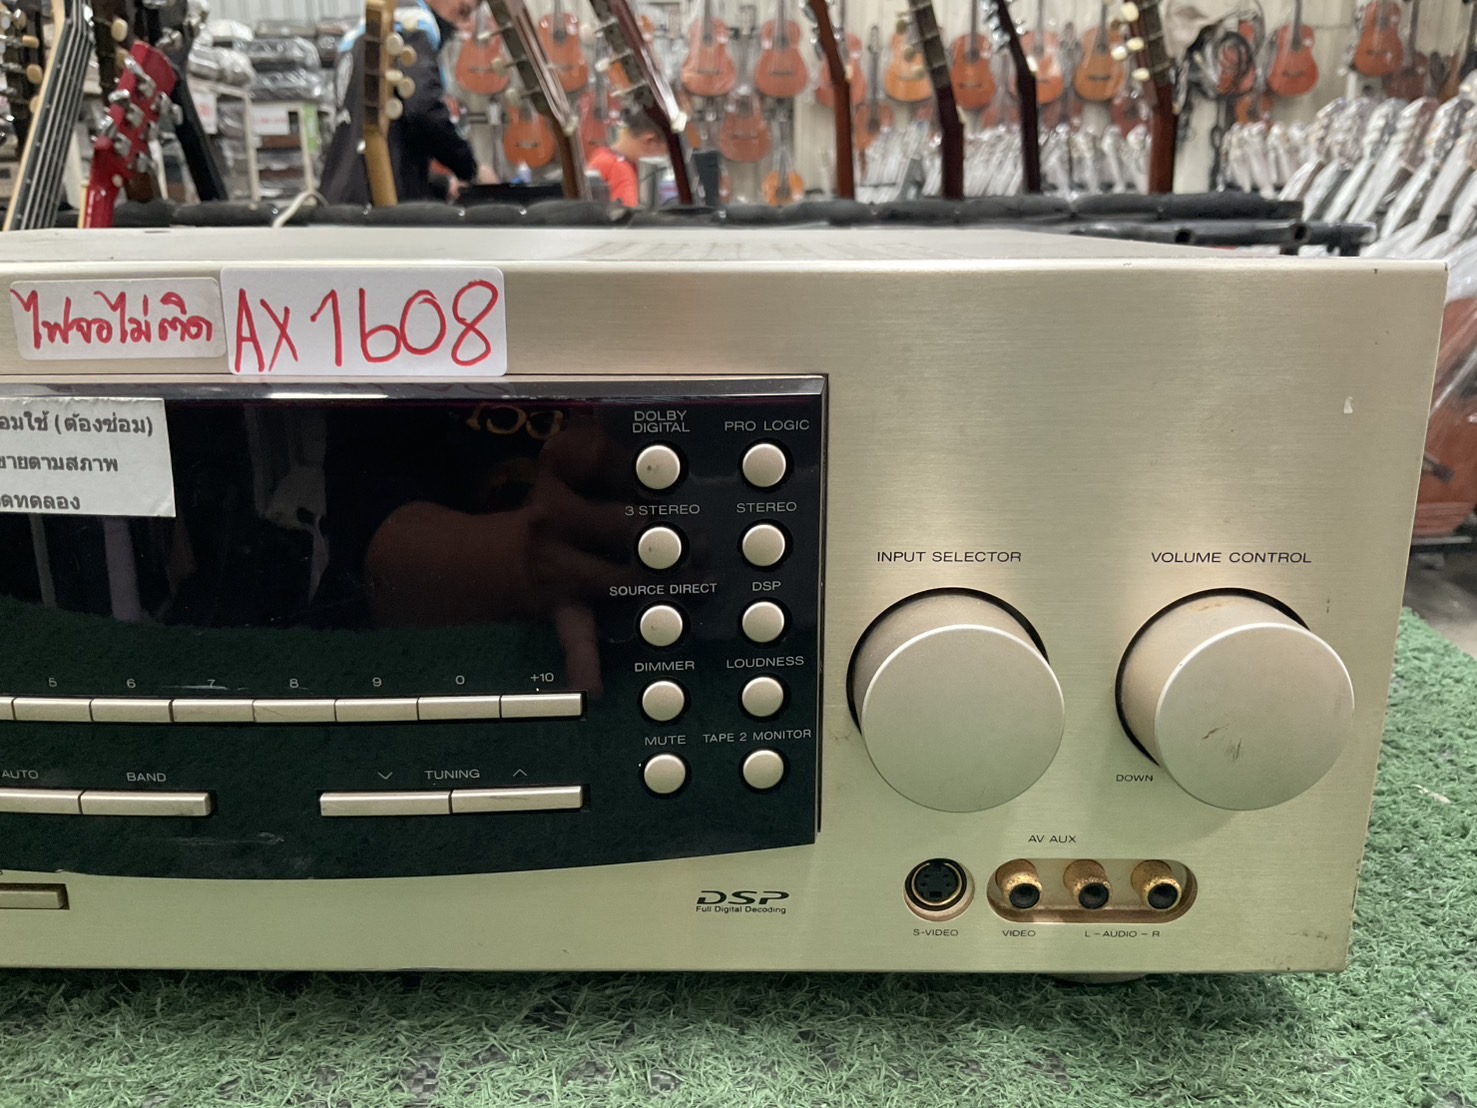 ไฟจอไม่ติด
AX1608
อมใช้ (ต้องซ่อม)
ขายตามสภาพ
ดทดลอง
DOLBY DIGITAL
PRO LOGIC
3 STEREO
STEREO
SOURCE DIRECT
DSP
DIMMER
LOUDNESS
MUTE
TAPE 2 MONITOR
5 6 7 8 9 0 +10
AUTO
BAND
TUNING
INPUT SELECTOR
VOLUME CONTROL
DOWN
AV AUX
S-VIDEO
VIDEO
L - AUDIO - R
DSP
Full Digital Decoding